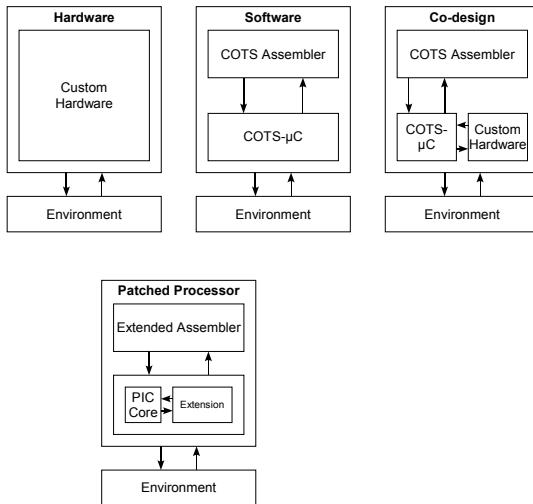 Hardware
Custom
Hardware
Environment
Software
COTS Assembler
COTS-µC
Environment
Co-design
COTS Assembler
COTS-
µC
Custom
Hardware
Environment
Patched Processor
Extended Assembler
PIC
Core
Extension
Environment